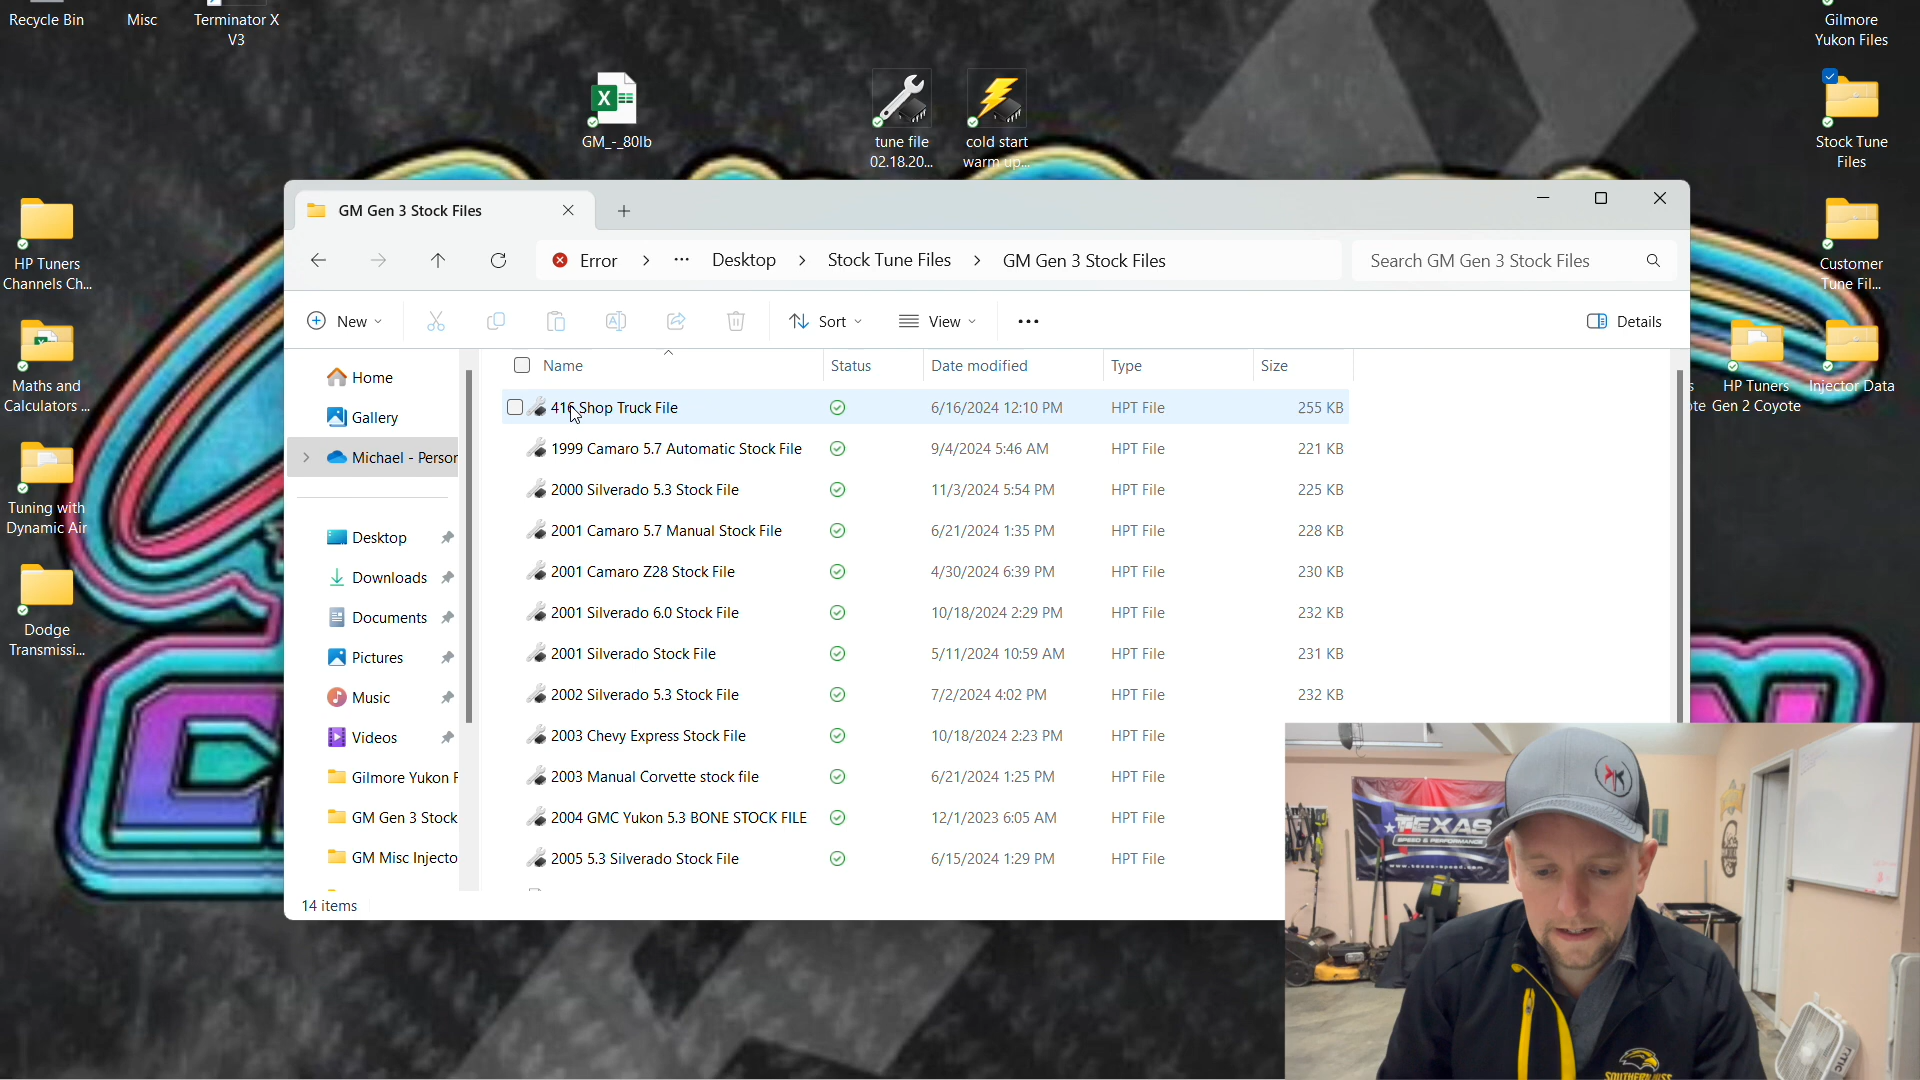 Recycle Bin
Misc
Terminator X
V3
Gilmore
Yukon Files
GM_-_80lb
tune file
02.18.20...
cold start
warm up...
Stock Tune
Files
GM Gen 3 Stock Files
HP Tuners
Channels Ch...
Customer
Tune Fil...
Error > ... Desktop > Stock Tune Files > GM Gen 3 Stock Files
Search GM Gen 3 Stock Files
New
Sort
View
...
Details
Maths and
Calculators ...
HP Tuners
Gen 2 Coyote
Injector Data
Name
Status
Date modified
Type
Size
Home
Gallery
Michael - Person
Desktop
Downloads
Documents
Pictures
Music
Videos
Gilmore Yukon F
GM Gen 3 Stock
GM Misc Injecto
416 Shop Truck File 6/16/2024 12:10 PM HPT File 255 KB
1999 Camaro 5.7 Automatic Stock File 9/4/2024 5:46 AM HPT File 221 KB
2000 Silverado 5.3 Stock File 11/3/2024 5:54 PM HPT File 225 KB
2001 Camaro 5.7 Manual Stock File 6/21/2024 1:35 PM HPT File 228 KB
2001 Camaro Z28 Stock File 4/30/2024 6:39 PM HPT File 230 KB
2001 Silverado 6.0 Stock File 10/18/2024 2:29 PM HPT File 232 KB
2001 Silverado Stock File 5/11/2024 10:59 AM HPT File 231 KB
2002 Silverado 5.3 Stock File 7/2/2024 4:02 PM HPT File 232 KB
2003 Chevy Express Stock File 10/18/2024 2:23 PM HPT File
2003 Manual Corvette stock file 6/21/2024 1:25 PM HPT File
2004 GMC Yukon 5.3 BONE STOCK FILE 12/1/2023 6:05 AM HPT File
2005 5.3 Silverado Stock File 6/15/2024 1:29 PM HPT File
14 items
Tuning with
Dynamic Air
Dodge
Transmissi...
TEXAS
SPEED & PERFORMANCE
www.texas-speed.com
SOUTHERN MISS